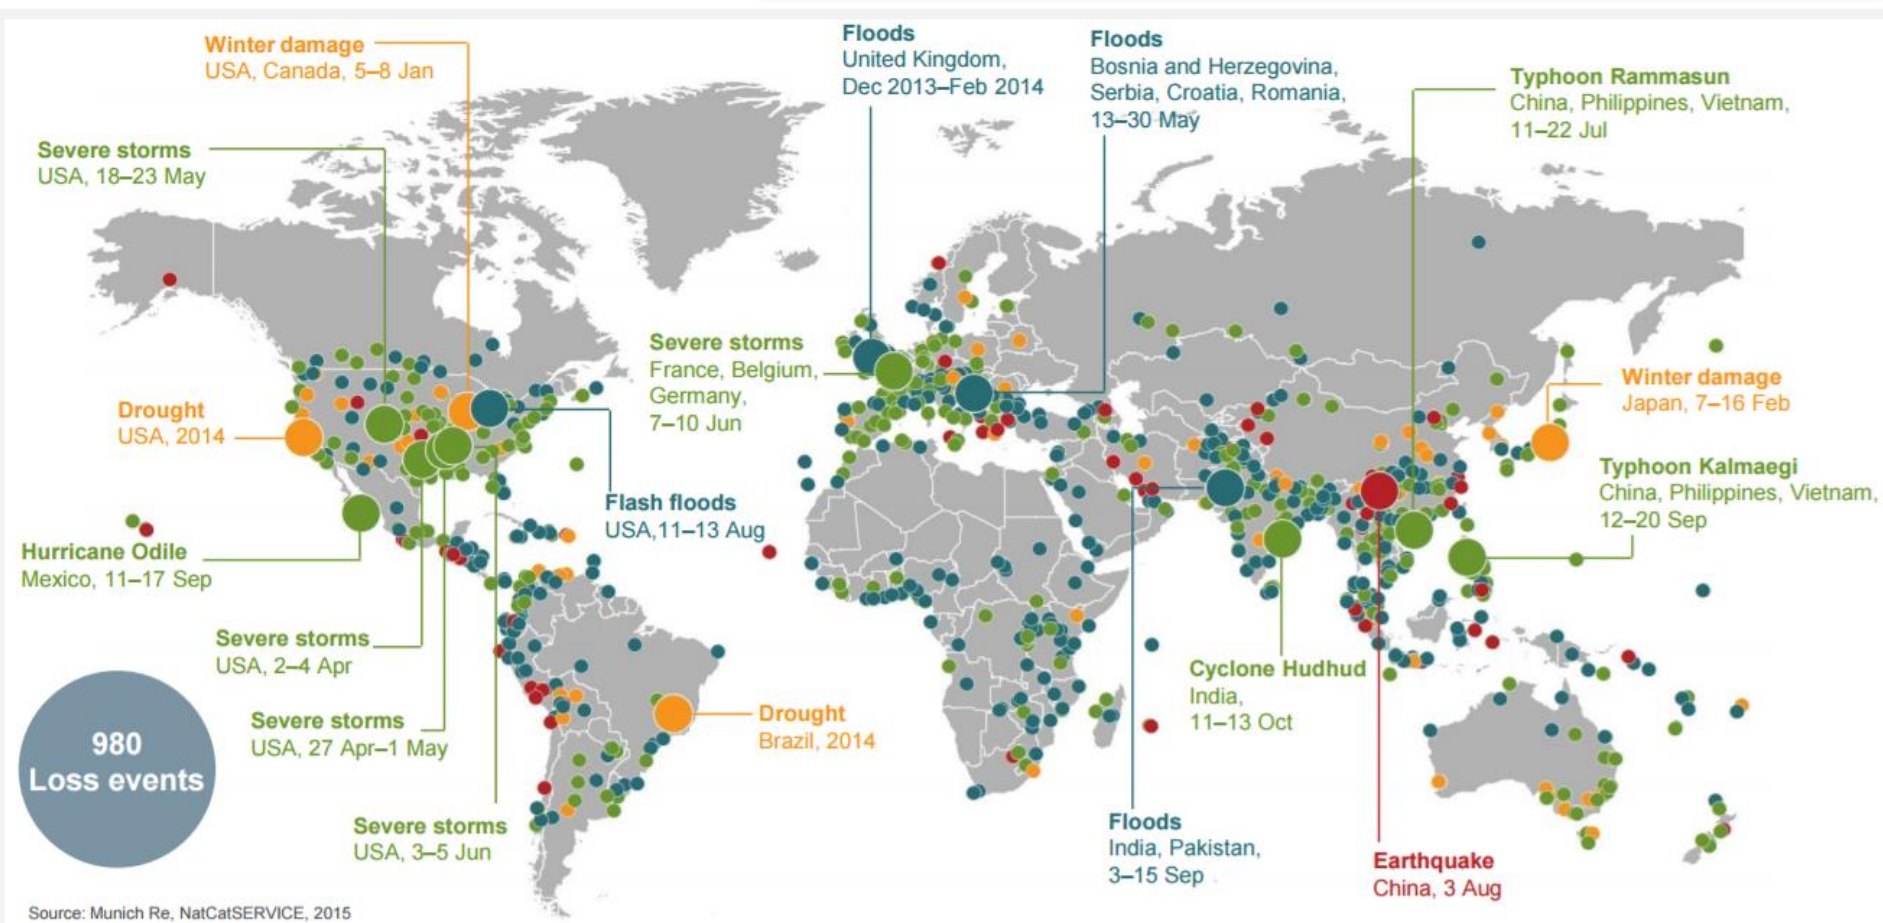 Winter damage
USA, Canada, 5–8 Jan
Floods
United Kingdom,
Dec 2013–Feb 2014
Floods
Bosnia and Herzegovina,
Serbia, Croatia, Romania,
13–30 May
Typhoon Rammasun
China, Philippines, Vietnam,
11–22 Jul
Severe storms
USA, 18–23 May
Severe storms
France, Belgium,
Germany,
7–10 Jun
Winter damage
Japan, 7–16 Feb
Drought
USA, 2014
Typhoon Kalmaegi
China, Philippines, Vietnam,
12–20 Sep
Flash floods
USA,11–13 Aug
Hurricane Odile
Mexico, 11–17 Sep
Severe storms
USA, 2–4 Apr
Cyclone Hudhud
India,
11–13 Oct
Severe storms
USA, 27 Apr–1 May
Drought
Brazil, 2014
980
Loss events
Severe storms
USA, 3–5 Jun
Floods
India, Pakistan,
3–15 Sep
Earthquake
China, 3 Aug
Source: Munich Re, NatCatSERVICE, 2015